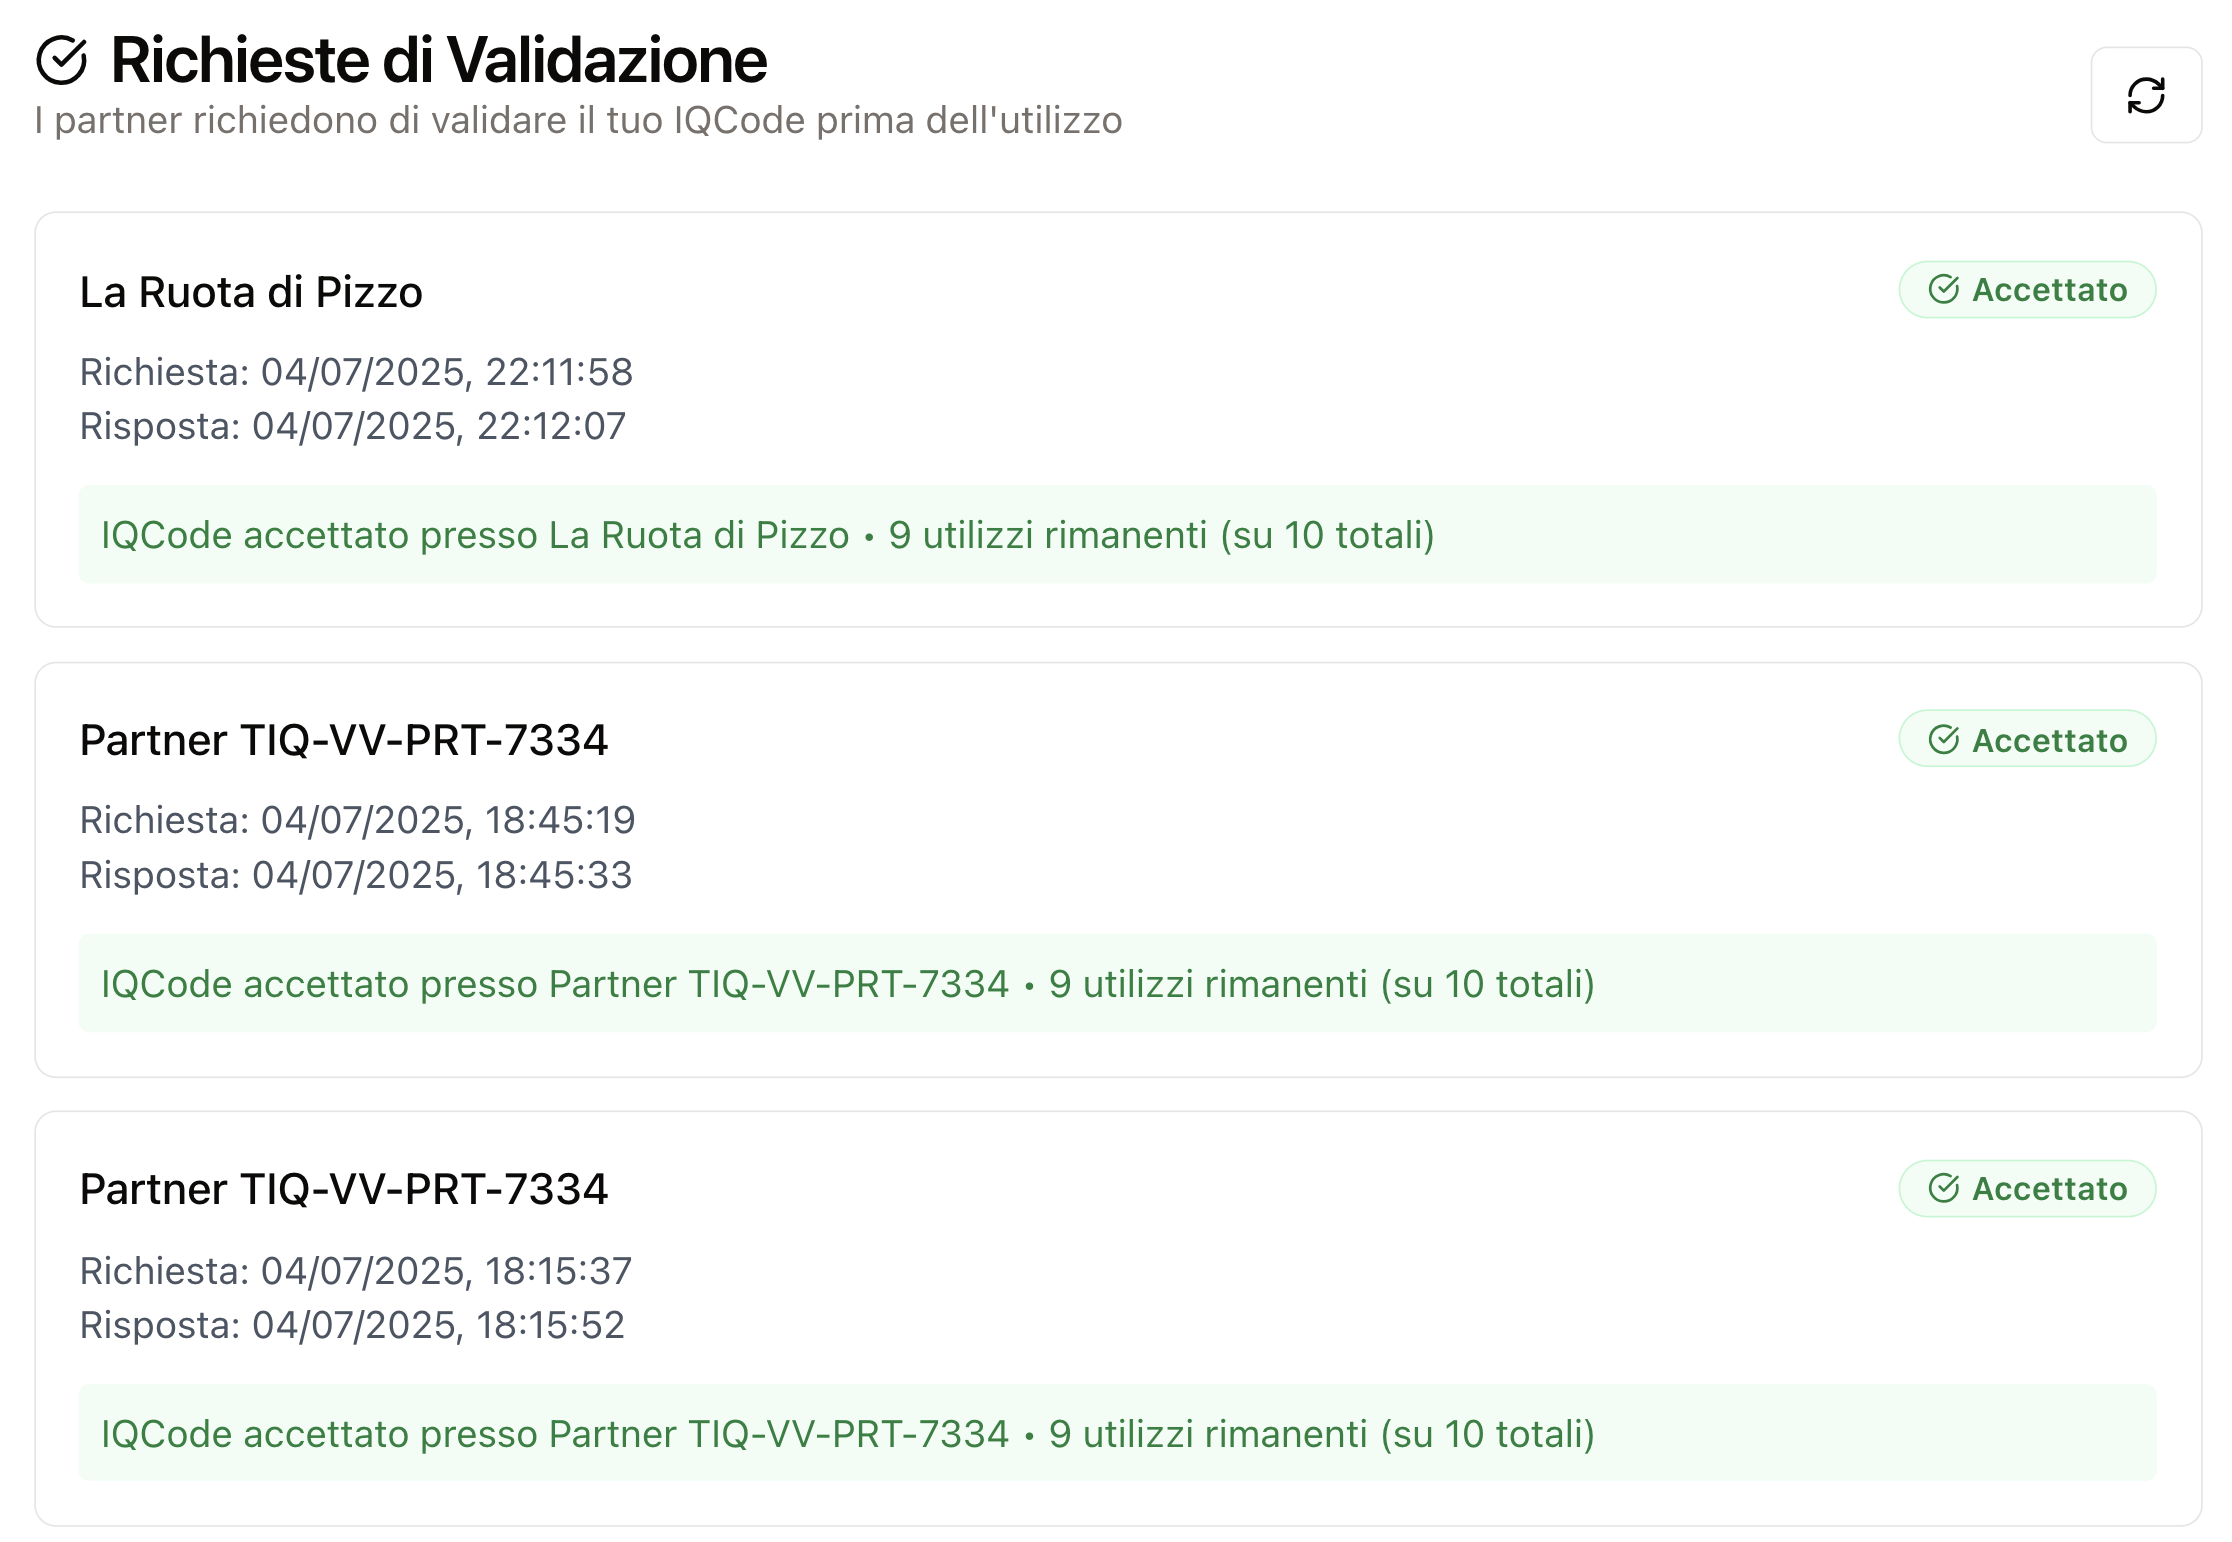 Richieste di Validazione
I partner richiedono di validare il tuo IQCode prima dell'utilizzo
La Ruota di Pizzo
Accettato
Richiesta: 04/07/2025, 22:11:58
Risposta: 04/07/2025, 22:12:07
IQCode accettato presso La Ruota di Pizzo • 9 utilizzi rimanenti (su 10 totali)
Partner TIQ-VV-PRT-7334
Accettato
Richiesta: 04/07/2025, 18:45:19
Risposta: 04/07/2025, 18:45:33
IQCode accettato presso Partner TIQ-VV-PRT-7334 • 9 utilizzi rimanenti (su 10 totali)
Partner TIQ-VV-PRT-7334
Accettato
Richiesta: 04/07/2025, 18:15:37
Risposta: 04/07/2025, 18:15:52
IQCode accettato presso Partner TIQ-VV-PRT-7334 • 9 utilizzi rimanenti (su 10 totali)